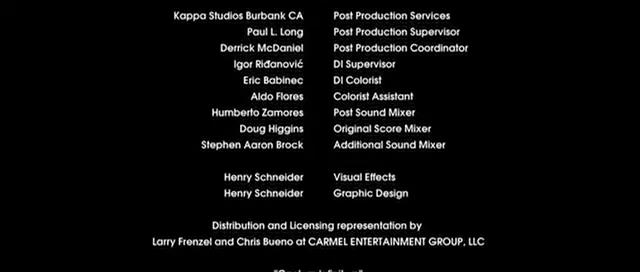 Kappa Studios Burbank CA Post Production Services
Paul L. Long Post Production Supervisor
Derrick McDaniel Post Production Coordinator
Igor Riđanović DI Supervisor
Eric Babinec DI Colorist
Aldo Flores Colorist Assistant
Humberto Zamores Post Sound Mixer
Doug Higgins Original Score Mixer
Stephen Aaron Brock Additional Sound Mixer
Henry Schneider Visual Effects
Henry Schneider Graphic Design
Distribution and Licensing representation by
Larry Frenzel and Chris Bueno at CARMEL ENTERTAINMENT GROUP, LLC